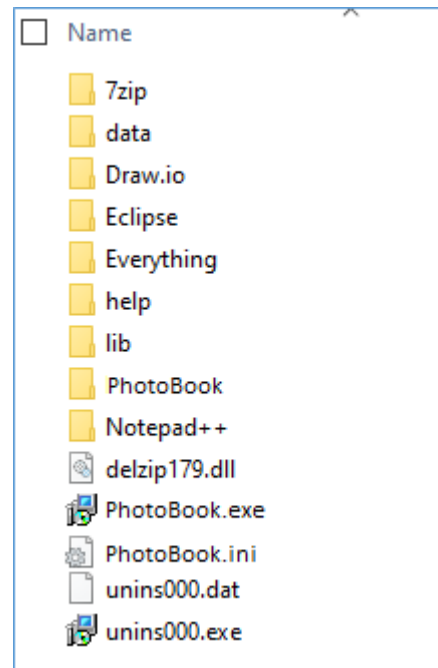 Name
7zip
data
Draw.io
Eclipse
Everything
help
lib
PhotoBook
Notepad++
delzip179.dll
PhotoBook.exe
PhotoBook.ini
unins000.dat
unins000.exe